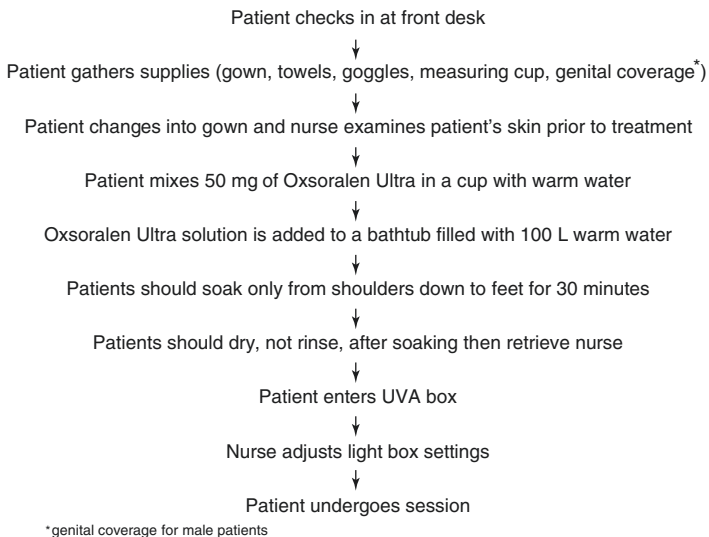 Patient checks in at front desk
Patient gathers supplies (gown, towels, goggles, measuring cup, genital coverage*)
Patient changes into gown and nurse examines patient's skin prior to treatment
Patient mixes 50 mg of Oxsoralen Ultra in a cup with warm water
Oxsoralen Ultra solution is added to a bathtub filled with 100 L warm water
Patients should soak only from shoulders down to feet for 30 minutes
Patients should dry, not rinse, after soaking then retrieve nurse
Patient enters UVA box
Nurse adjusts light box settings
Patient undergoes session
*genital coverage for male patients